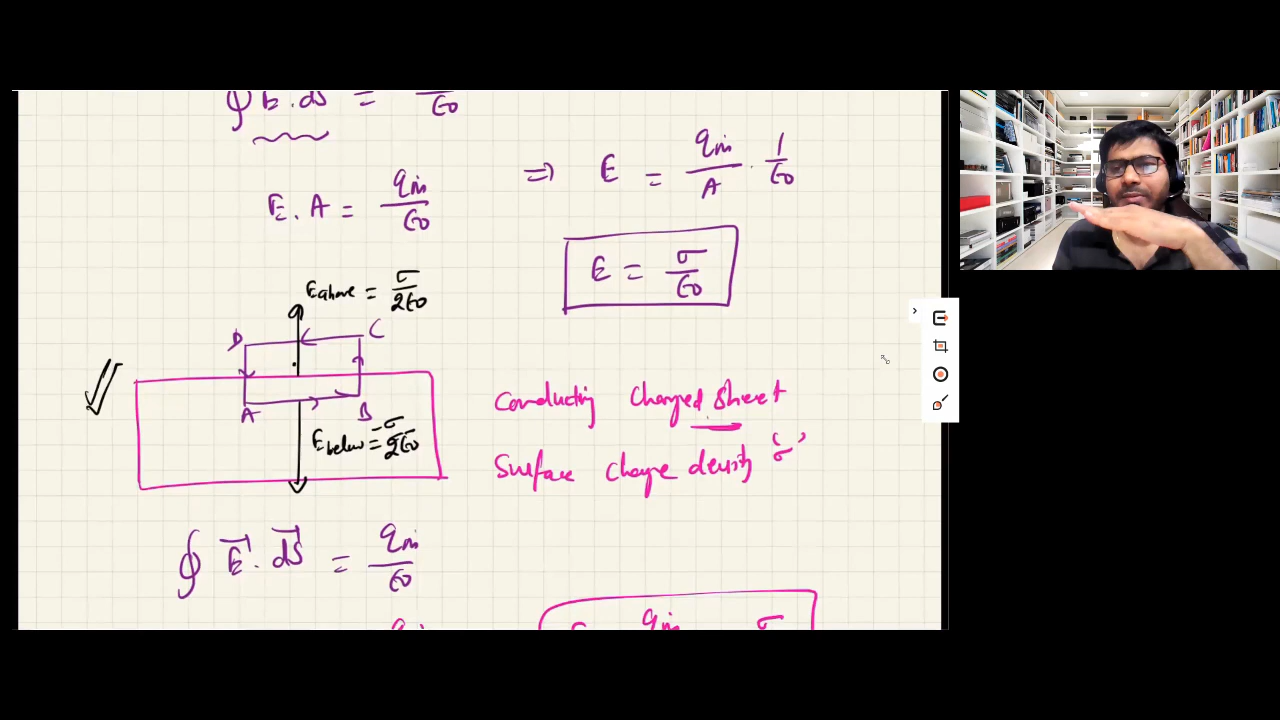 ∮ E . ds = — / ε0
E . A = qin / ε0
⇒ E = qin / A . 1 / ε0
E = σ / ε0
Eabove = σ / 2ε0
D C
A B
Ebelow = -σ / 2ε0
Conducting Charged Sheet
Surface charge density 'σ'
∮ E⃗ . dS⃗ = qin / ε0
qin
qin σ